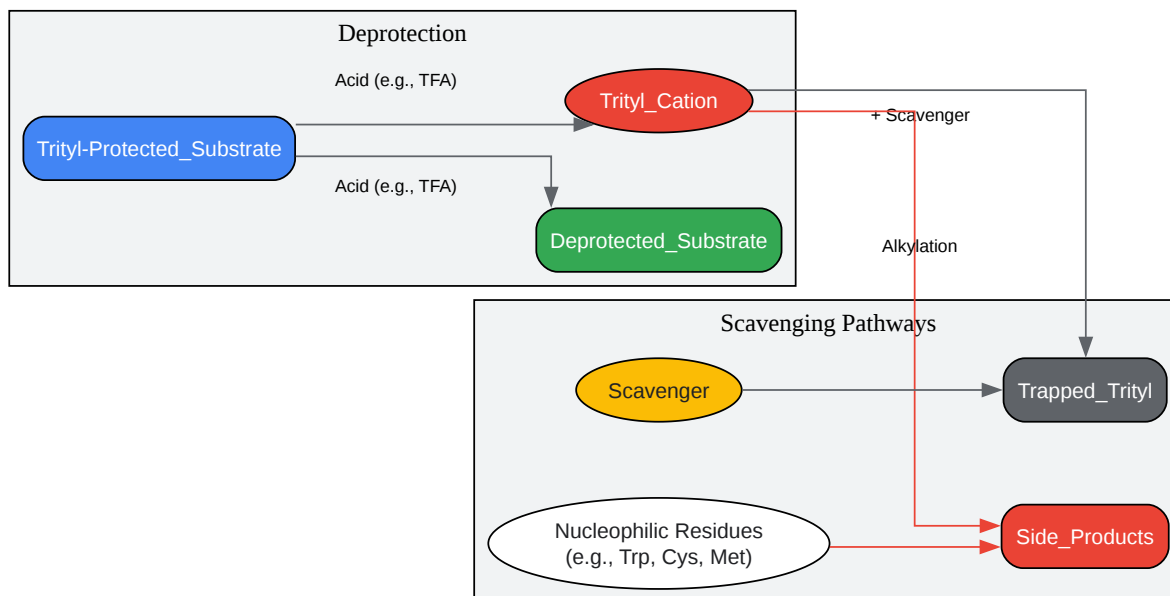 Deprotection
Acid (e.g., TFA)
Trityl_Cation
+ Scavenger
Trityl-Protected_Substrate
Acid (e.g., TFA)
Deprotected_Substrate
Alkylation
Scavenging Pathways
Scavenger
Trapped_Trityl
Nucleophilic Residues
(e.g., Trp, Cys, Met)
Side_Products